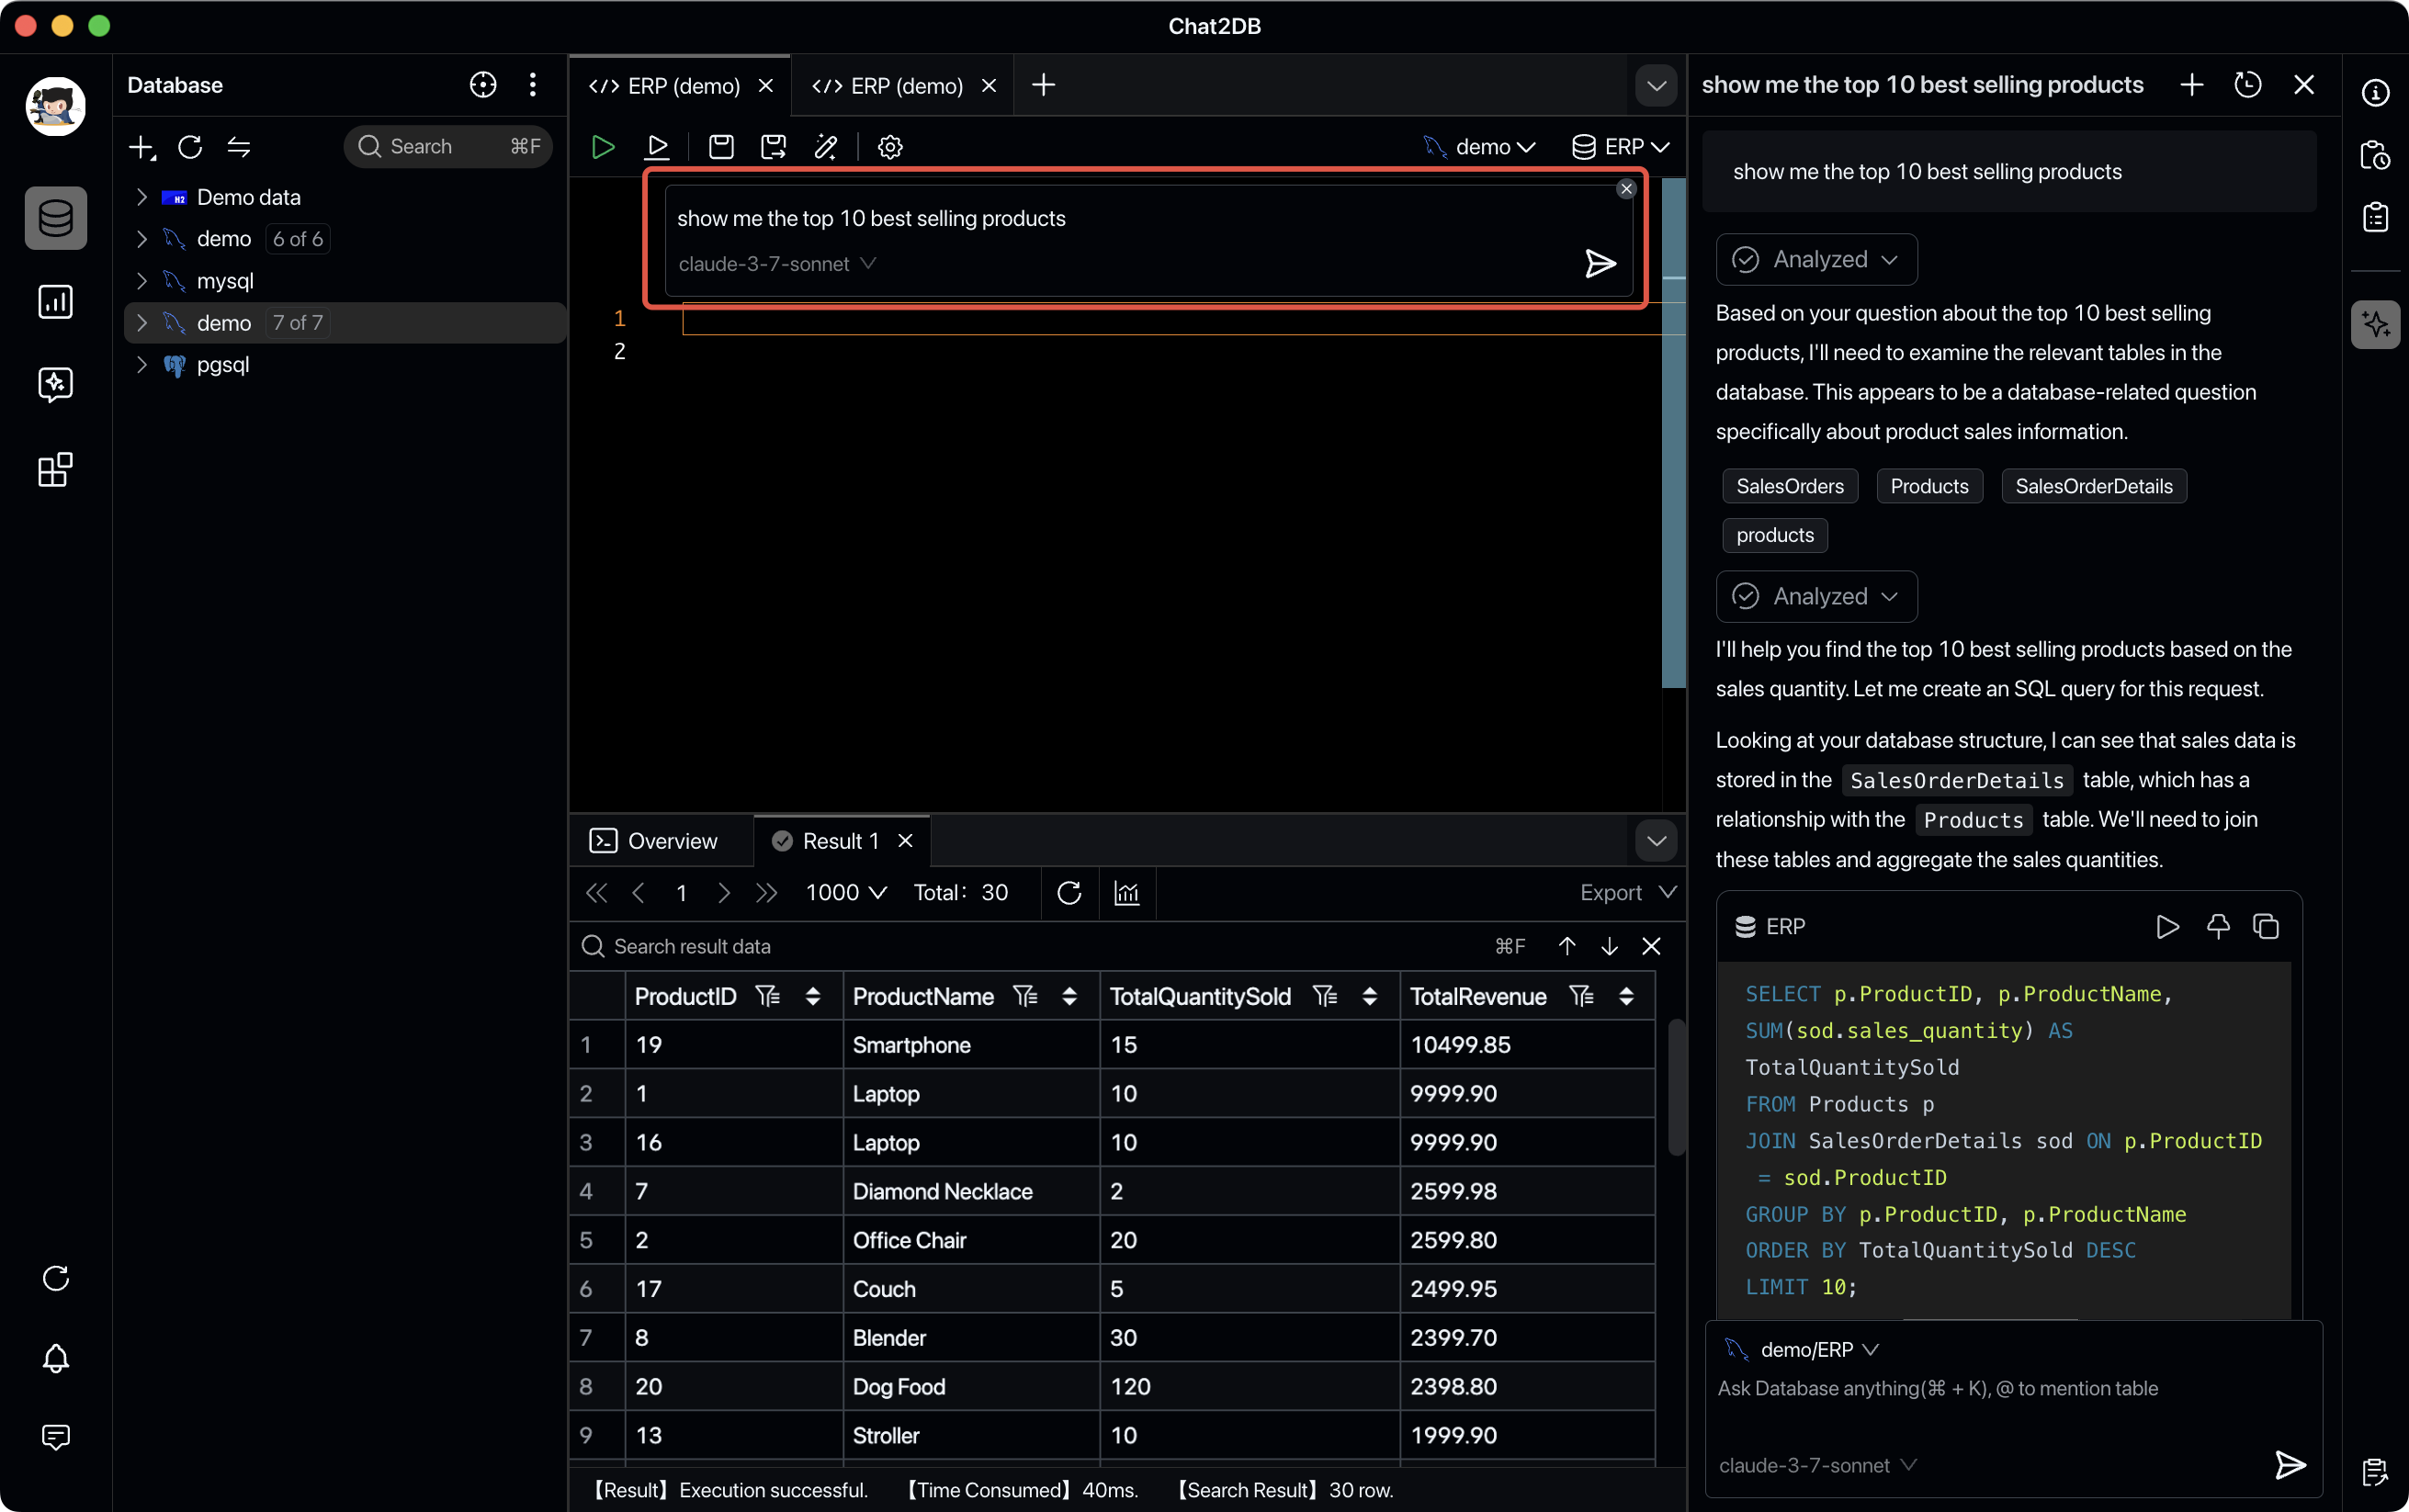 Chat2DB
Database
Search ⌘F
Demo data
demo 6 of 6
mysql
demo 7 of 7
pgsql
</> ERP (demo)
</> ERP (demo)
demo
ERP
show me the top 10 best selling products
claude-3-7-sonnet
1
2
Overview
Result 1
1
1000
Total: 30
Export
Search result data ⌘F
ProductID ProductName TotalQuantitySold TotalRevenue
1 19 Smartphone 15 10499.85
2 1 Laptop 10 9999.90
3 16 Laptop 10 9999.90
4 7 Diamond Necklace 2 2599.98
5 2 Office Chair 20 2599.80
6 17 Couch 5 2499.95
7 8 Blender 30 2399.70
8 20 Dog Food 120 2398.80
9 13 Stroller 10 1999.90
【Result】Execution successful. 【Time Consumed】40ms. 【Search Result】30 row.
show me the top 10 best selling products
show me the top 10 best selling products
Analyzed
Based on your question about the top 10 best selling
products, I'll need to examine the relevant tables in the
database. This appears to be a database-related question
specifically about product sales information.
SalesOrders Products SalesOrderDetails
products
Analyzed
I'll help you find the top 10 best selling products based on the
sales quantity. Let me create an SQL query for this request.
Looking at your database structure, I can see that sales data is
stored in the SalesOrderDetails table, which has a
relationship with the Products table. We'll need to join
these tables and aggregate the sales quantities.
ERP
SELECT p.ProductID, p.ProductName,
SUM(sod.sales_quantity) AS
TotalQuantitySold
FROM Products p
JOIN SalesOrderDetails sod ON p.ProductID
= sod.ProductID
GROUP BY p.ProductID, p.ProductName
ORDER BY TotalQuantitySold DESC
LIMIT 10;
demo/ERP
Ask Database anything(⌘ + K), @ to mention table
claude-3-7-sonnet